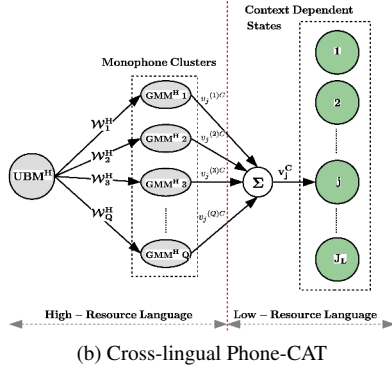 Context Dependent
States
Monophone Clusters
1
GMM^H 1
v_j^(1)C
W_1^H
2
GMM^H 2
v_j^(2)C
W_2^H
UBM^H
W_3^H
GMM^H 3
v_j^(3)C
Σ
v_j^C
j
W_Q^H
v_j^(Q)C
GMM^H Q
J_L
High – Resource Language
Low – Resource Language
(b) Cross-lingual Phone-CAT